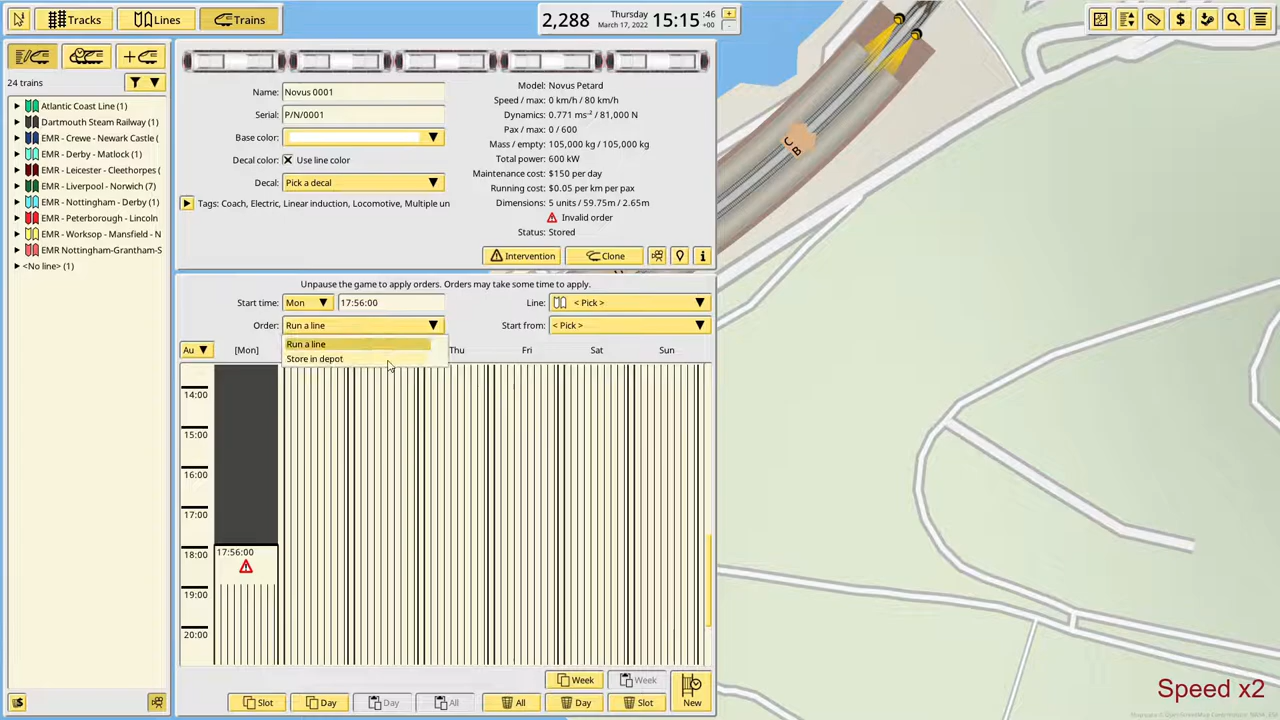 Tracks Lines Trains
2,288 Thursday March 17, 2022 15:15 :46 +00
24 trains
Atlantic Coast Line (1)
Dartmouth Steam Railway (1)
EMR - Crewe - Newark Castle (
EMR - Derby - Matlock (1)
EMR - Leicester - Cleethorpes (
EMR - Liverpool - Norwich (7)
EMR - Nottingham - Derby (1)
EMR - Peterborough - Lincoln
EMR - Worksop - Mansfield - N
EMR Nottingham-Grantham-S
<No line> (1)
Name: Novus 0001
Serial: P/N/0001
Base color:
Decal color: Use line color
Decal: Pick a decal
Tags: Coach, Electric, Linear induction, Locomotive, Multiple un
Model: Novus Petard
Speed / max: 0 km/h / 80 km/h
Dynamics: 0.771 ms⁻² / 81,000 N
Pax / max: 0 / 600
Mass / empty: 105,000 kg / 105,000 kg
Total power: 600 kW
Maintenance cost: $150 per day
Running cost: $0.05 per km per pax
Dimensions: 5 units / 59.75m / 2.65m
Invalid order
Status: Stored
Intervention Clone
Unpause the game to apply orders. Orders may take some time to apply.
Start time: Mon 17:56:00 Line: < Pick >
Order: Run a line Start from: < Pick >
Run a line
Store in depot
Au [Mon] Thu Fri Sat Sun
14:00
15:00
16:00
17:00
18:00 17:56:00
19:00
20:00
Week Week
Slot Day Day All All Day Slot New
C B
Speed x2